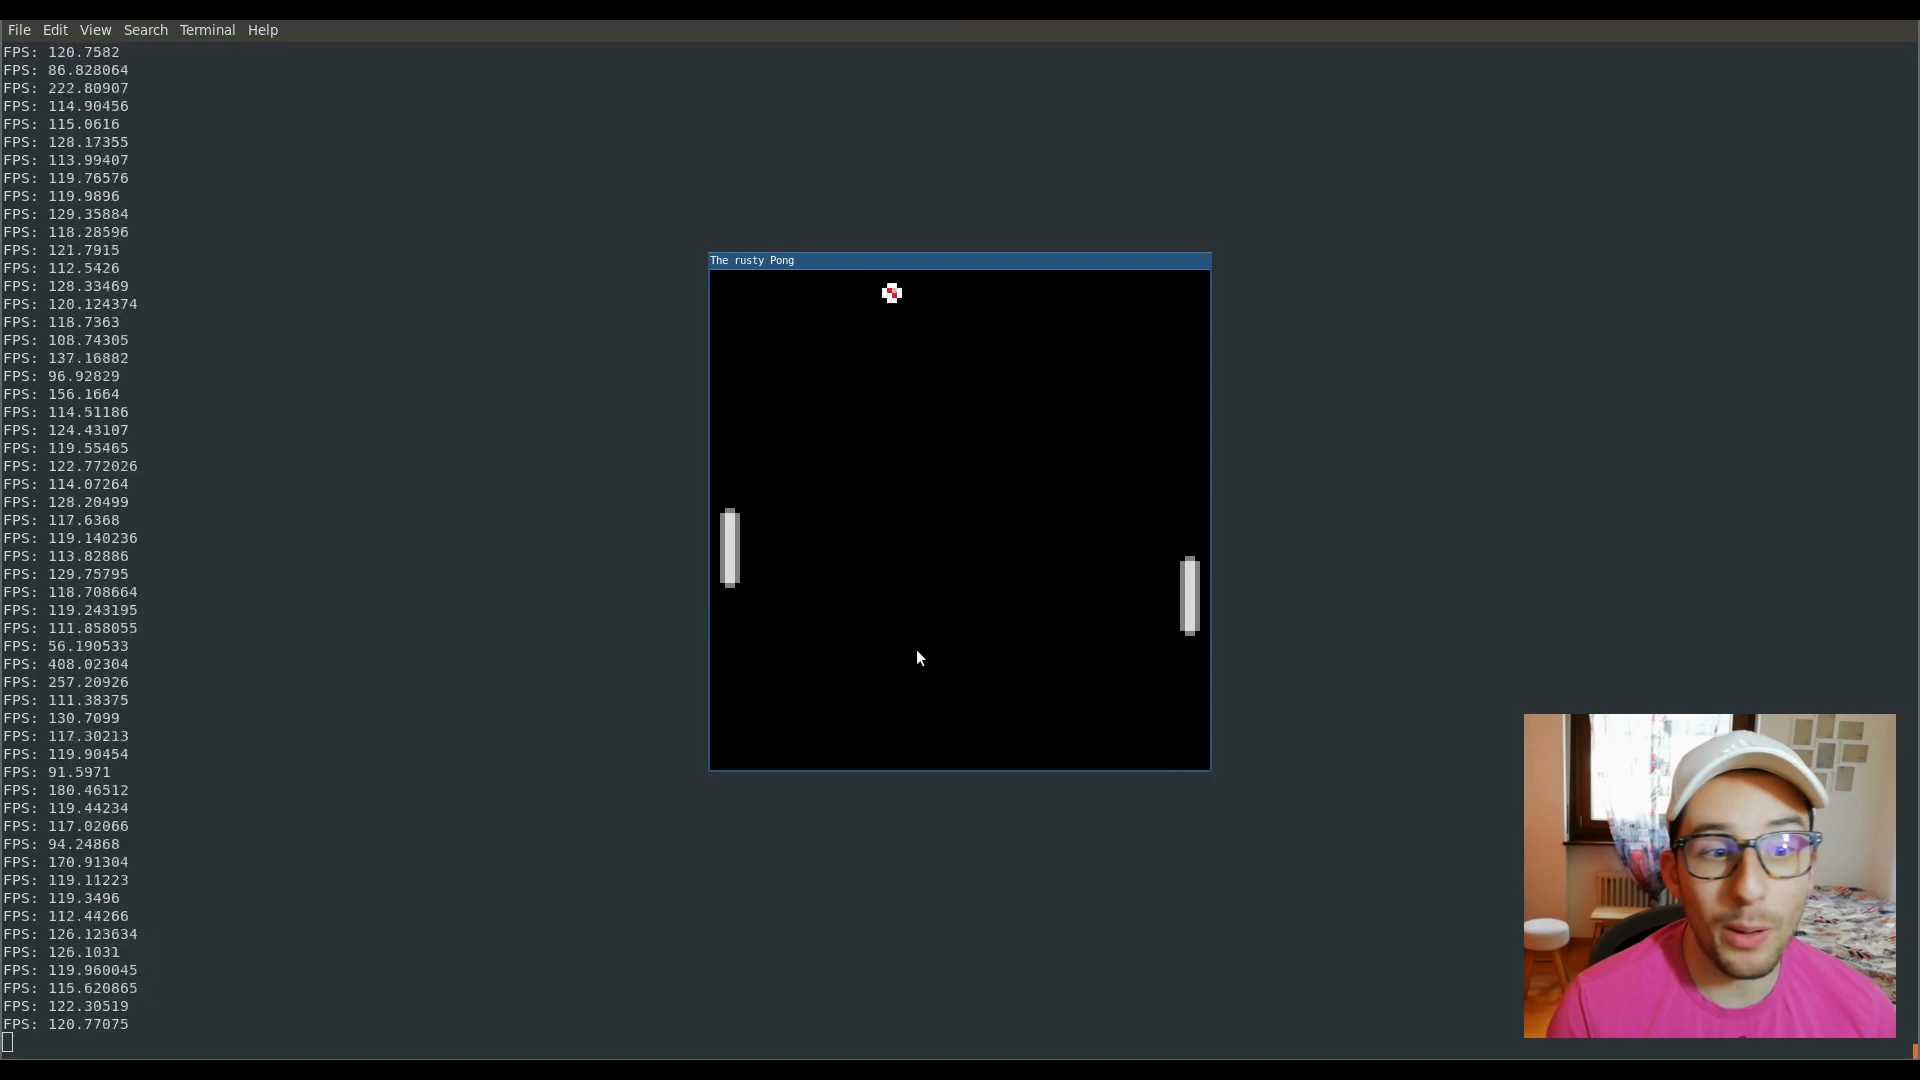 File Edit View Search Terminal Help
FPS: 120.7582
FPS: 86.828064
FPS: 222.80907
FPS: 114.90456
FPS: 115.0616
FPS: 128.17355
FPS: 113.99407
FPS: 119.76576
FPS: 119.9896
FPS: 129.35884
FPS: 118.28596
FPS: 121.7915
FPS: 112.5426
FPS: 128.33469
FPS: 120.124374
FPS: 118.7363
FPS: 108.74305
FPS: 137.16882
FPS: 96.92829
FPS: 156.1664
FPS: 114.51186
FPS: 124.43107
FPS: 119.55465
FPS: 122.772026
FPS: 114.07264
FPS: 128.20499
FPS: 117.6368
FPS: 119.140236
FPS: 113.82886
FPS: 129.75795
FPS: 118.708664
FPS: 119.243195
FPS: 111.858055
FPS: 56.190533
FPS: 408.02304
FPS: 257.20926
FPS: 111.38375
FPS: 130.7099
FPS: 117.30213
FPS: 119.90454
FPS: 91.5971
FPS: 180.46512
FPS: 119.44234
FPS: 117.02066
FPS: 94.24868
FPS: 170.91304
FPS: 119.11223
FPS: 119.3496
FPS: 112.44266
FPS: 126.123634
FPS: 126.1031
FPS: 119.960045
FPS: 115.620865
FPS: 122.30519
FPS: 120.77075
The rusty Pong